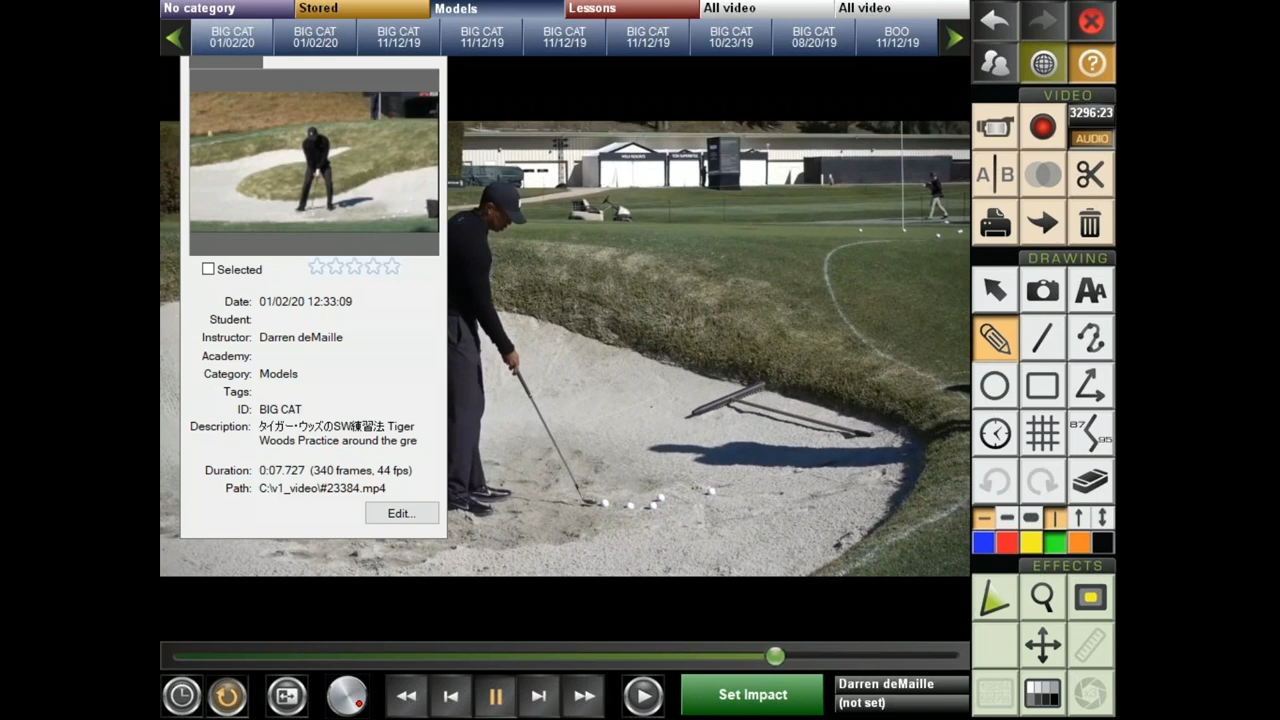 No category
Stored
Models
Lessons
All video
All video
BIG CAT
01/02/20
BIG CAT
01/02/20
BIG CAT
11/12/19
BIG CAT
11/12/19
BIG CAT
11/12/19
BIG CAT
11/12/19
BIG CAT
10/23/19
BIG CAT
08/20/19
BOO
11/12/19
?
VIDEO
3296:23
AUDIO
A|B
DRAWING
AA
87
95
EFFECTS
Selected
Date: 01/02/20 12:33:09
Student:
Instructor: Darren deMaille
Academy:
Category: Models
Tags:
ID: BIG CAT
Description: タイガー・ウッズのSW練習法 Tiger
Woods Practice around the gre
Duration: 0:07.727 (340 frames, 44 fps)
Path: C:\v1_video\#23384.mp4
Edit...
Set Impact
Darren deMaille
(not set)